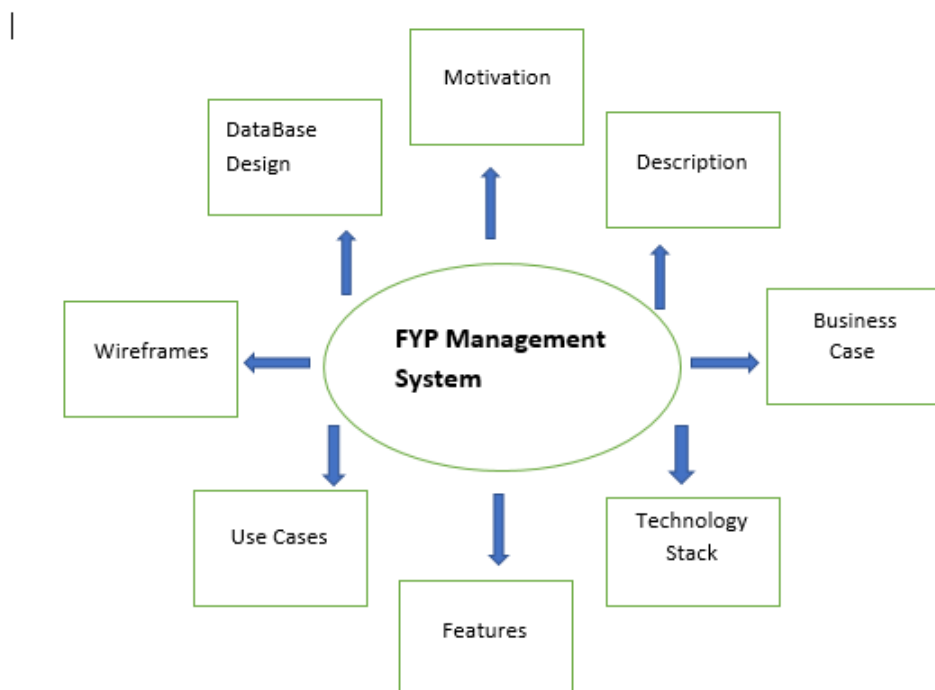 Motivation
DataBase
Design
Description
FYP Management
System
Wireframes
Business
Case
Use Cases
Technology
Stack
Features